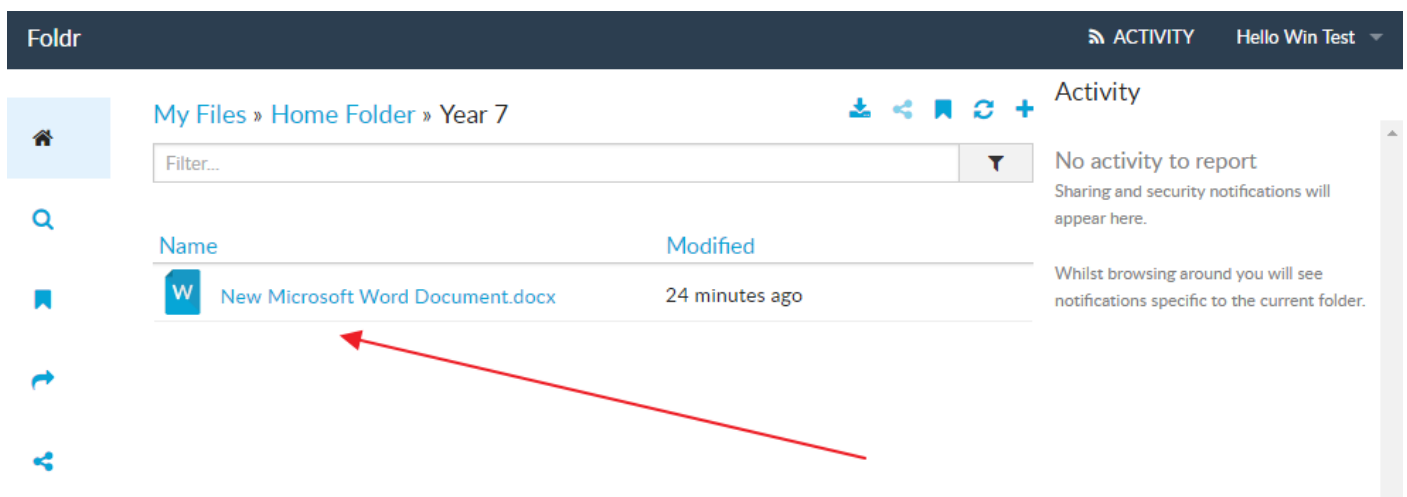 Foldr
ACTIVITY
Hello Win Test
My Files » Home Folder » Year 7
Filter...
Name
Modified
W
New Microsoft Word Document.docx
24 minutes ago
Activity
No activity to report
Sharing and security notifications will
appear here.
Whilst browsing around you will see
notifications specific to the current folder.